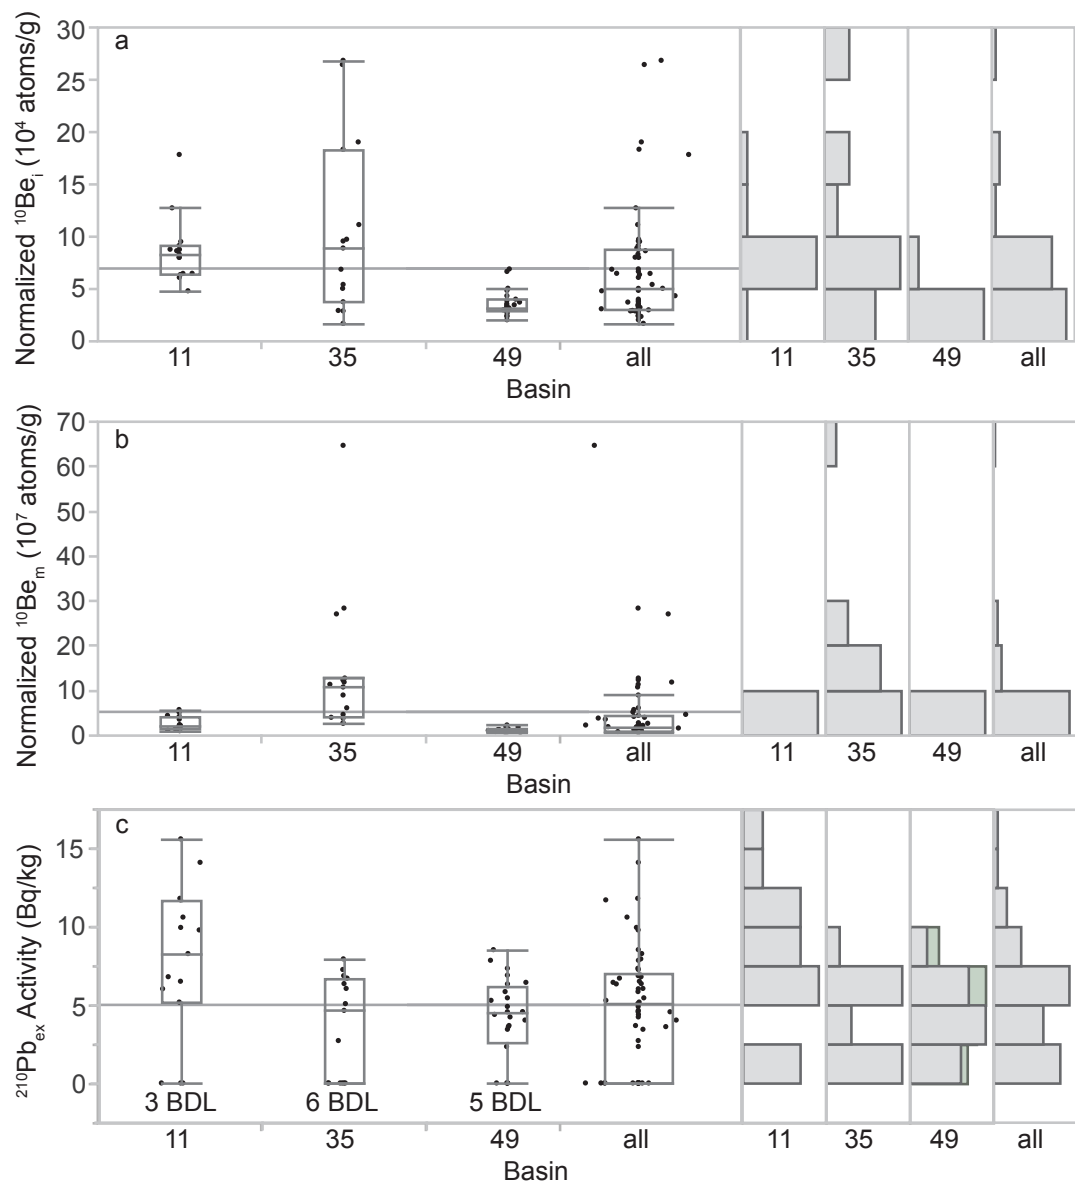 a
Normalized ¹⁰Beᵢ (10⁴ atoms/g)
30
25
20
15
10
5
0
11 35 49 all 11 35 49 all
Basin
b
Normalized ¹⁰Beₘ (10⁷ atoms/g)
70
60
50
40
30
20
10
0
11 35 49 all 11 35 49 all
Basin
c
²¹⁰Pbₑₓ Activity (Bq/kg)
15
10
5
0
3 BDL 6 BDL 5 BDL
11 35 49 all 11 35 49 all
Basin